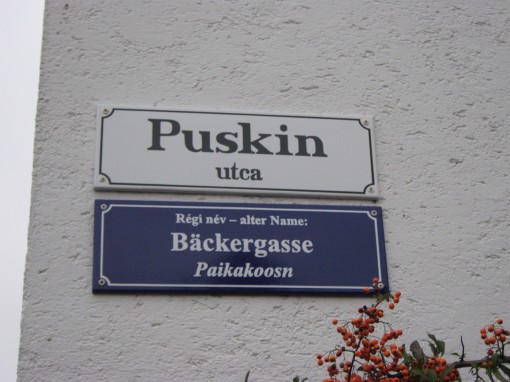 Puskin
utca
Régi név – alter Name:
Bäckergasse
Paikakoosn